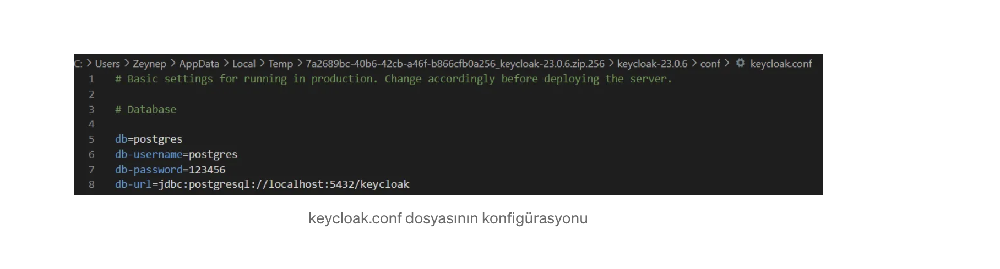 C: > Users > Zeynep > AppData > Local > Temp > 7a2689bc-40b6-42cb-a46f-b866cfb0a256_keycloak-23.0.6.zip.256 > keycloak-23.0.6 > conf > keycloak.conf
1 # Basic settings for running in production. Change accordingly before deploying the server.
2
3 # Database
4
5 db=postgres
6 db-username=postgres
7 db-password=123456
8 db-url=jdbc:postgresql://localhost:5432/keycloak
keycloak.conf dosyasının konfigürasyonu